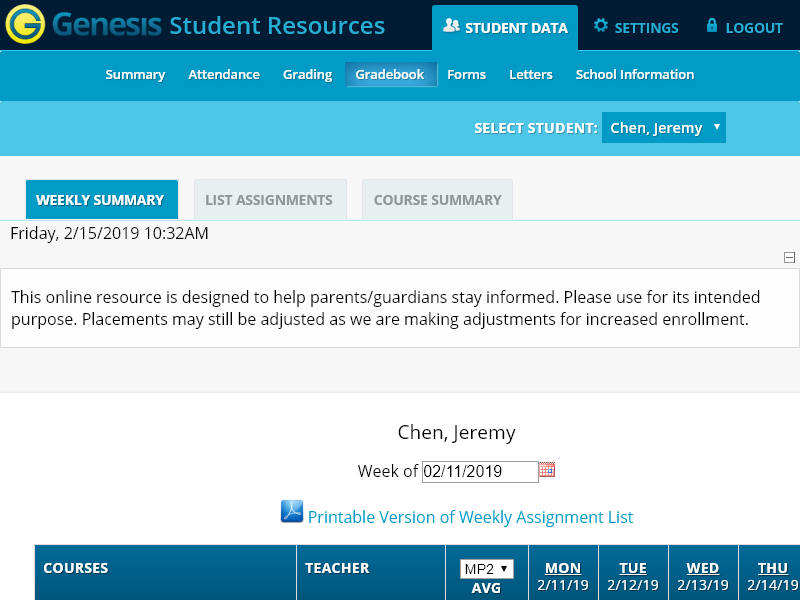 G Genesis Student Resources STUDENT DATA SETTINGS LOGOUT
Summary Attendance Grading Gradebook Forms Letters School Information
SELECT STUDENT: Chen, Jeremy
WEEKLY SUMMARY LIST ASSIGNMENTS COURSE SUMMARY
Friday, 2/15/2019 10:32AM
This online resource is designed to help parents/guardians stay informed. Please use for its intended
purpose. Placements may still be adjusted as we are making adjustments for increased enrollment.
Chen, Jeremy
Week of 02/11/2019
Printable Version of Weekly Assignment List
COURSES TEACHER MP2 MON TUE WED THU
AVG 2/11/19 2/12/19 2/13/19 2/14/19